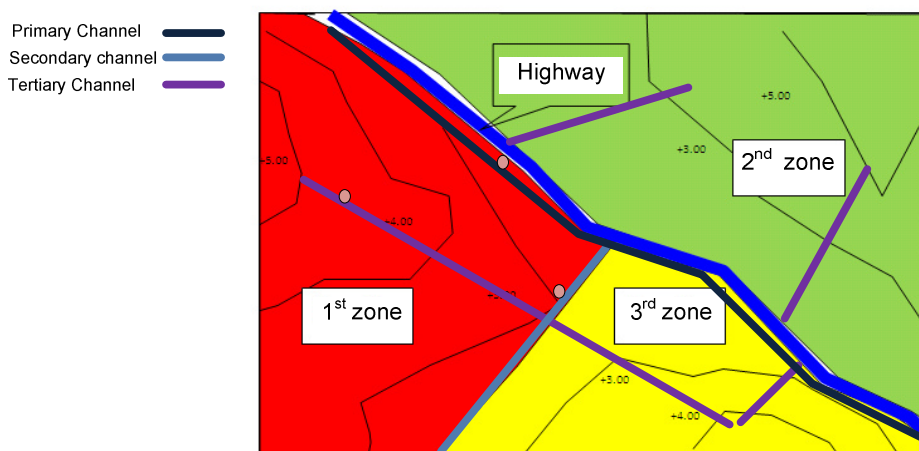 Primary Channel
Secondary channel
Tertiary Channel
Highway
+5.00
+3.00
2nd zone
+5.00
+4.00
1st zone
3rd zone
+3.00
+4.00